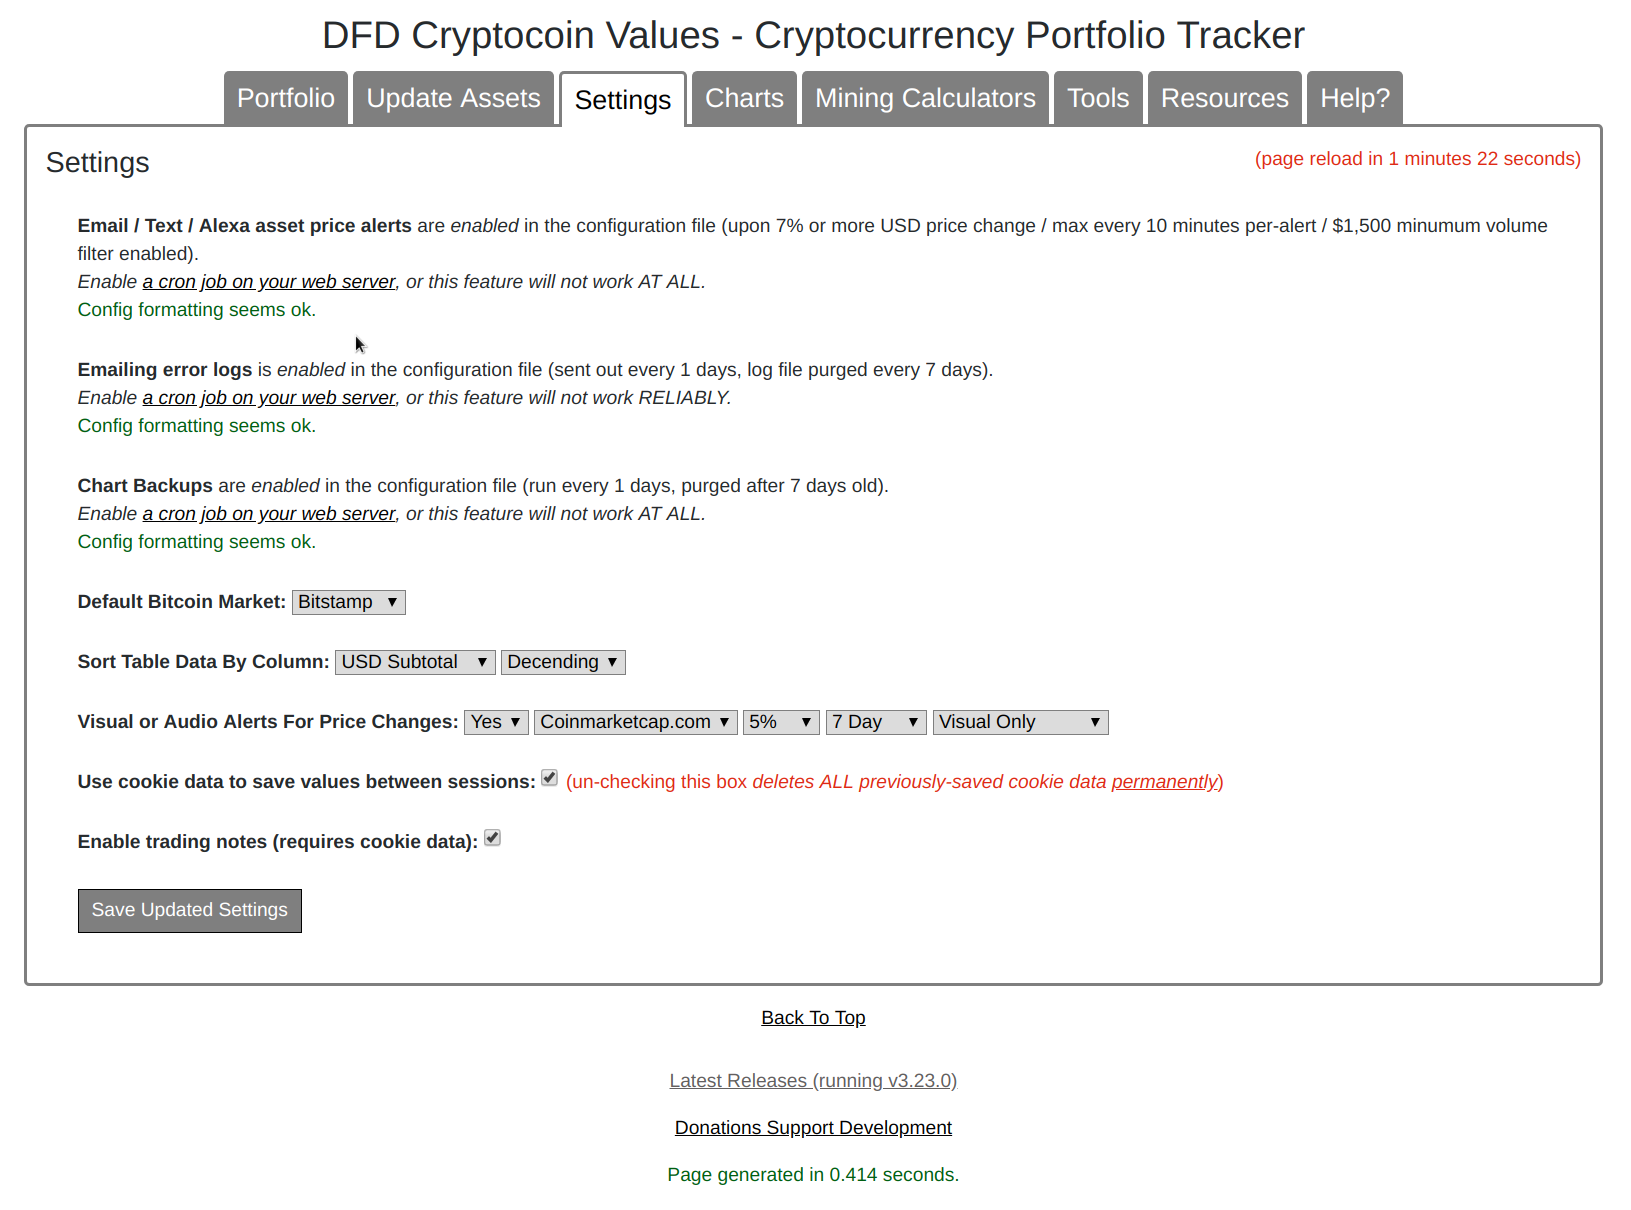 DFD Cryptocoin Values - Cryptocurrency Portfolio Tracker
Portfolio Update Assets Settings Charts Mining Calculators Tools Resources Help?
Settings (page reload in 1 minutes 22 seconds)
Email / Text / Alexa asset price alerts are enabled in the configuration file (upon 7% or more USD price change / max every 10 minutes per-alert / $1,500 minumum volume
filter enabled).
Enable a cron job on your web server, or this feature will not work AT ALL.
Config formatting seems ok.
Emailing error logs is enabled in the configuration file (sent out every 1 days, log file purged every 7 days).
Enable a cron job on your web server, or this feature will not work RELIABLY.
Config formatting seems ok.
Chart Backups are enabled in the configuration file (run every 1 days, purged after 7 days old).
Enable a cron job on your web server, or this feature will not work AT ALL.
Config formatting seems ok.
Default Bitcoin Market: Bitstamp
Sort Table Data By Column: USD Subtotal Decending
Visual or Audio Alerts For Price Changes: Yes Coinmarketcap.com 5% 7 Day Visual Only
Use cookie data to save values between sessions: (un-checking this box deletes ALL previously-saved cookie data permanently)
Enable trading notes (requires cookie data):
Save Updated Settings
Back To Top
Latest Releases (running v3.23.0)
Donations Support Development
Page generated in 0.414 seconds.